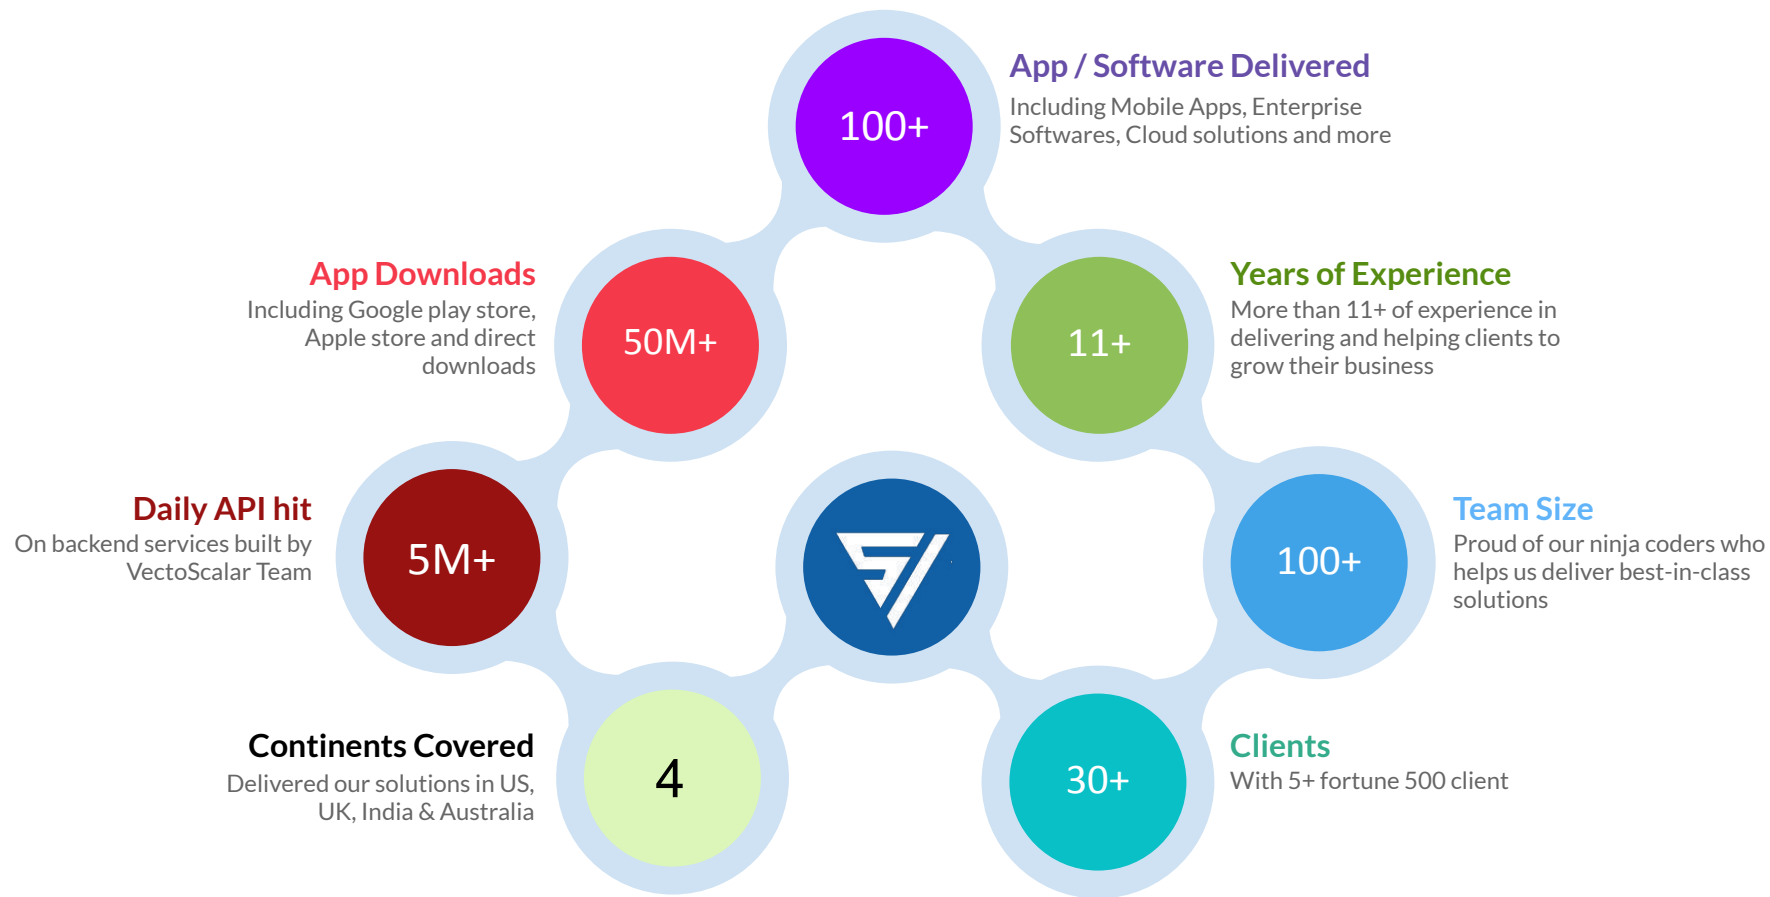 100+
App / Software Delivered
Including Mobile Apps, Enterprise
Softwares, Cloud solutions and more
App Downloads
Including Google play store,
Apple store and direct
downloads
50M+
11+
Years of Experience
More than 11+ of experience in
delivering and helping clients to
grow their business
Daily API hit
On backend services built by
VectoScalar Team
5M+
100+
Team Size
Proud of our ninja coders who
helps us deliver best-in-class
solutions
Continents Covered
Delivered our solutions in US,
UK, India & Australia
4
30+
Clients
With 5+ fortune 500 client